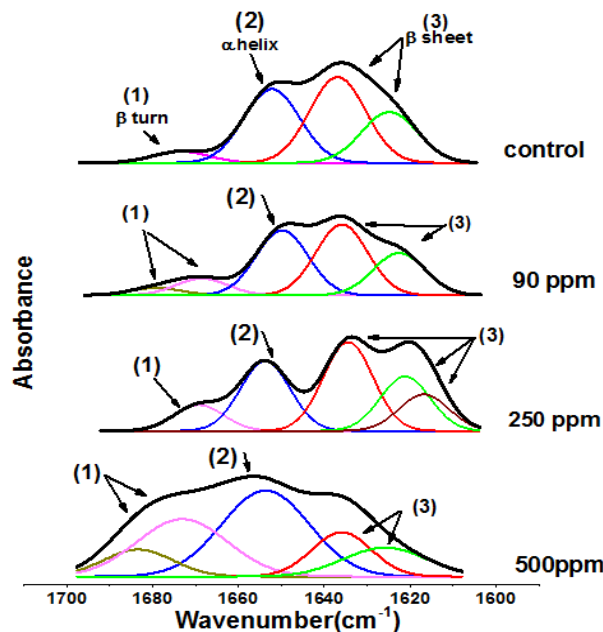 (2)
α.helix
(3)
β sheet
(1)
β turn
control
(1)
(2)
(3)
90 ppm
(1)
(2)
(3)
250 ppm
(1)
(2)
(3)
500ppm
Absorbance
1700 1680 1660 1640 1620 1600
Wavenumber(cm⁻¹)